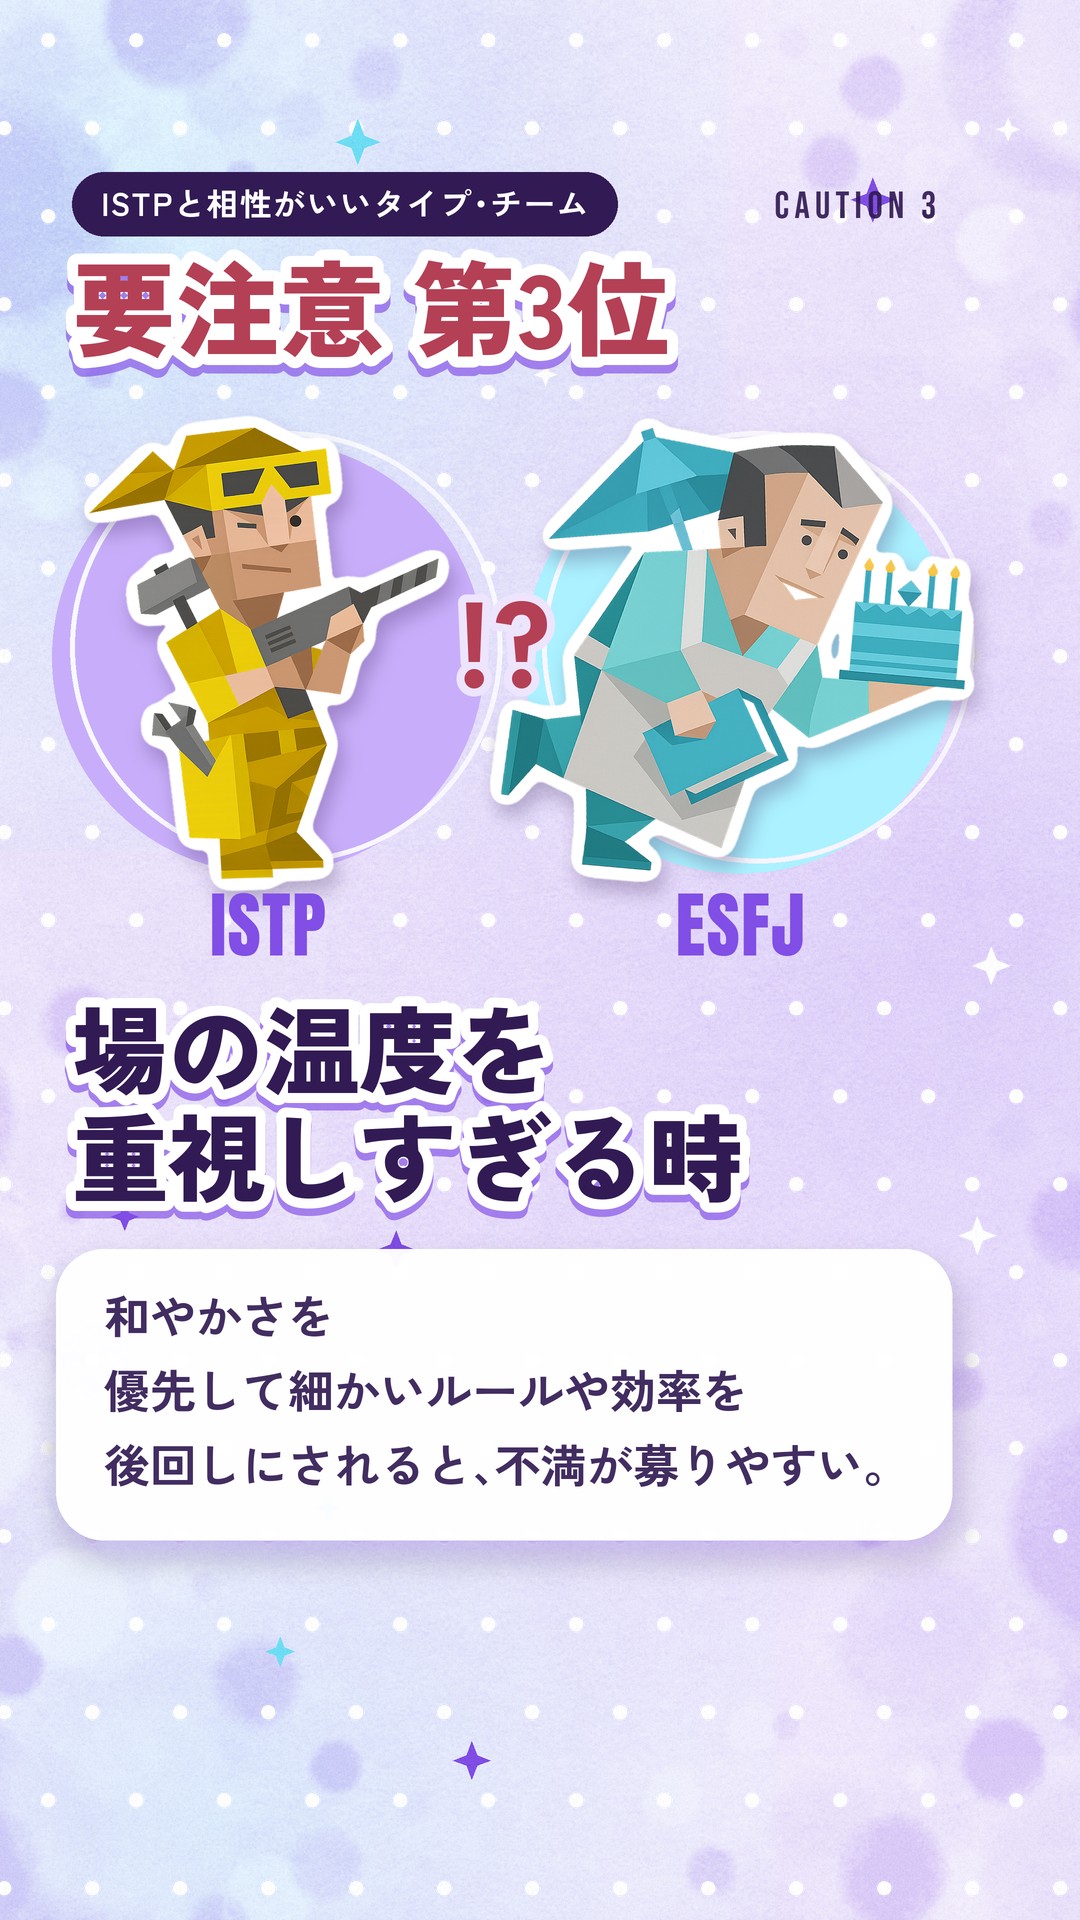 ISTPと相性がいいタイプ・チーム
CAUTION 3
要注意 第3位
!?
ISTP
ESFJ
場の温度を
重視しすぎる時
和やかさを
優先して細かいルールや効率を
後回しにされると、不満が募りやすい。